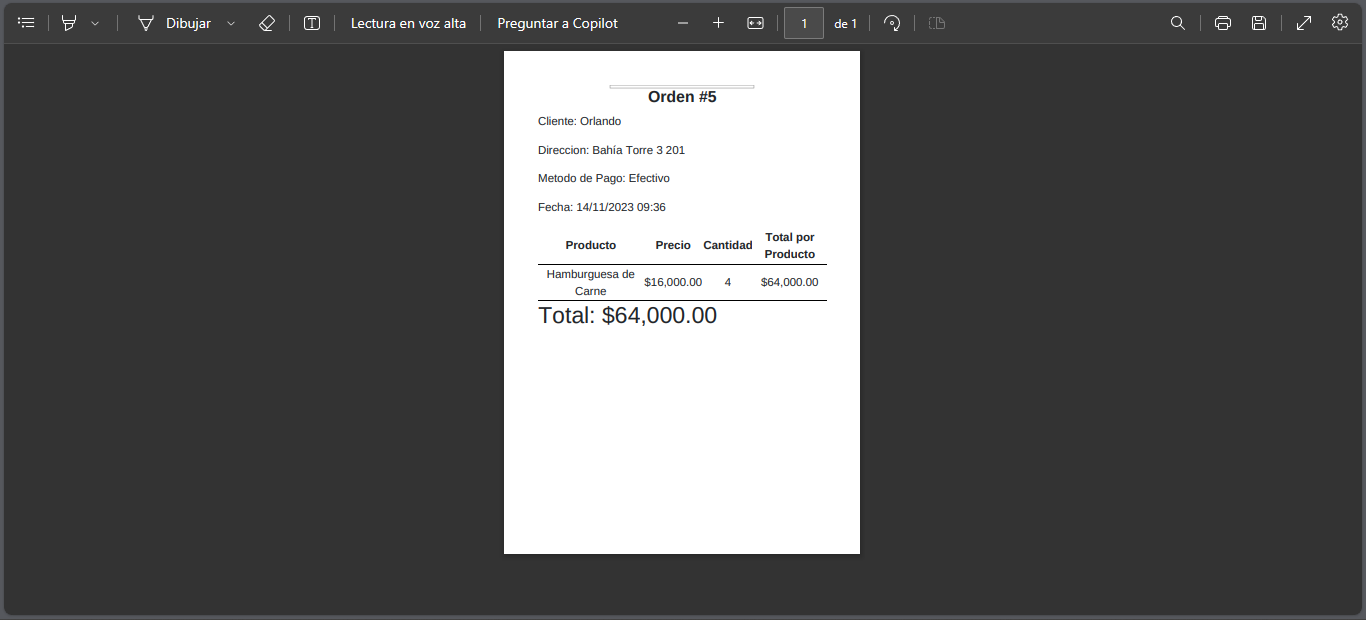 Dibujar
Lectura en voz alta
Preguntar a Copilot
1 de 1
Orden #5
Cliente: Orlando
Direccion: Bahía Torre 3 201
Metodo de Pago: Efectivo
Fecha: 14/11/2023 09:36
Producto Precio Cantidad Total por
Producto
Hamburguesa de
Carne $16,000.00 4 $64,000.00
Total: $64,000.00